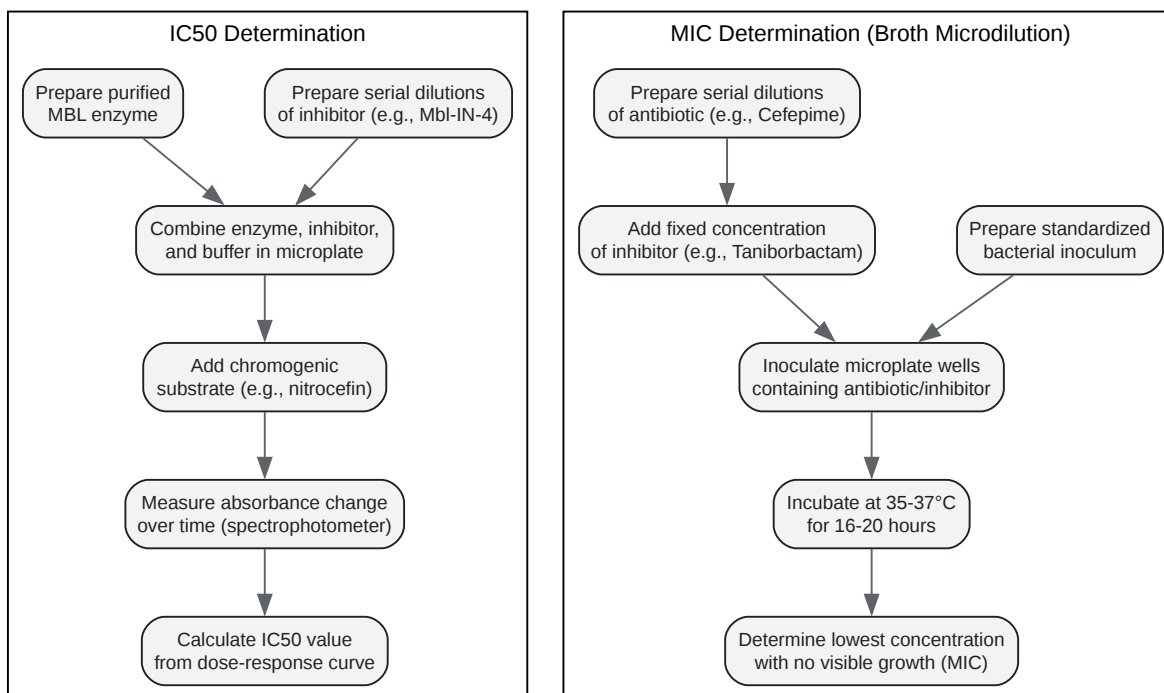 IC50 Determination
Prepare purified
MBL enzyme
Prepare serial dilutions
of inhibitor (e.g., Mbl-IN-4)
Combine enzyme, inhibitor,
and buffer in microplate
Add chromogenic
substrate (e.g., nitrocefin)
Measure absorbance change
over time (spectrophotometer)
Calculate IC50 value
from dose-response curve
MIC Determination (Broth Microdilution)
Prepare serial dilutions
of antibiotic (e.g., Cefepime)
Add fixed concentration
of inhibitor (e.g., Taniborbactam)
Prepare standardized
bacterial inoculum
Inoculate microplate wells
containing antibiotic/inhibitor
Incubate at 35-37°C
for 16-20 hours
Determine lowest concentration
with no visible growth (MIC)